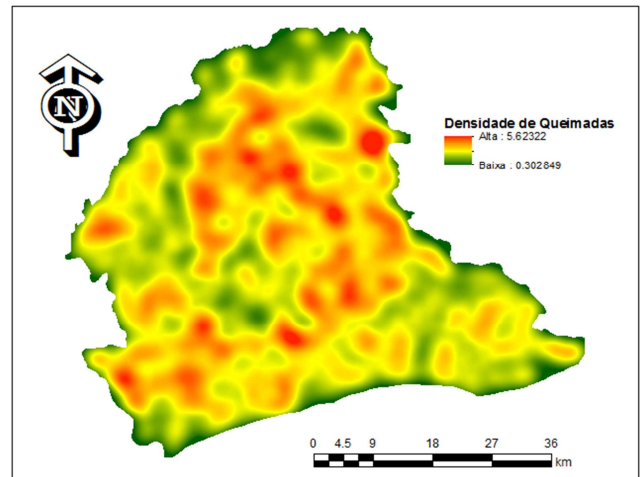 N
Densidade de Queimadas
Alta : 5.62322
Baixa : 0.302849
0 4.5 9 18 27 36
km